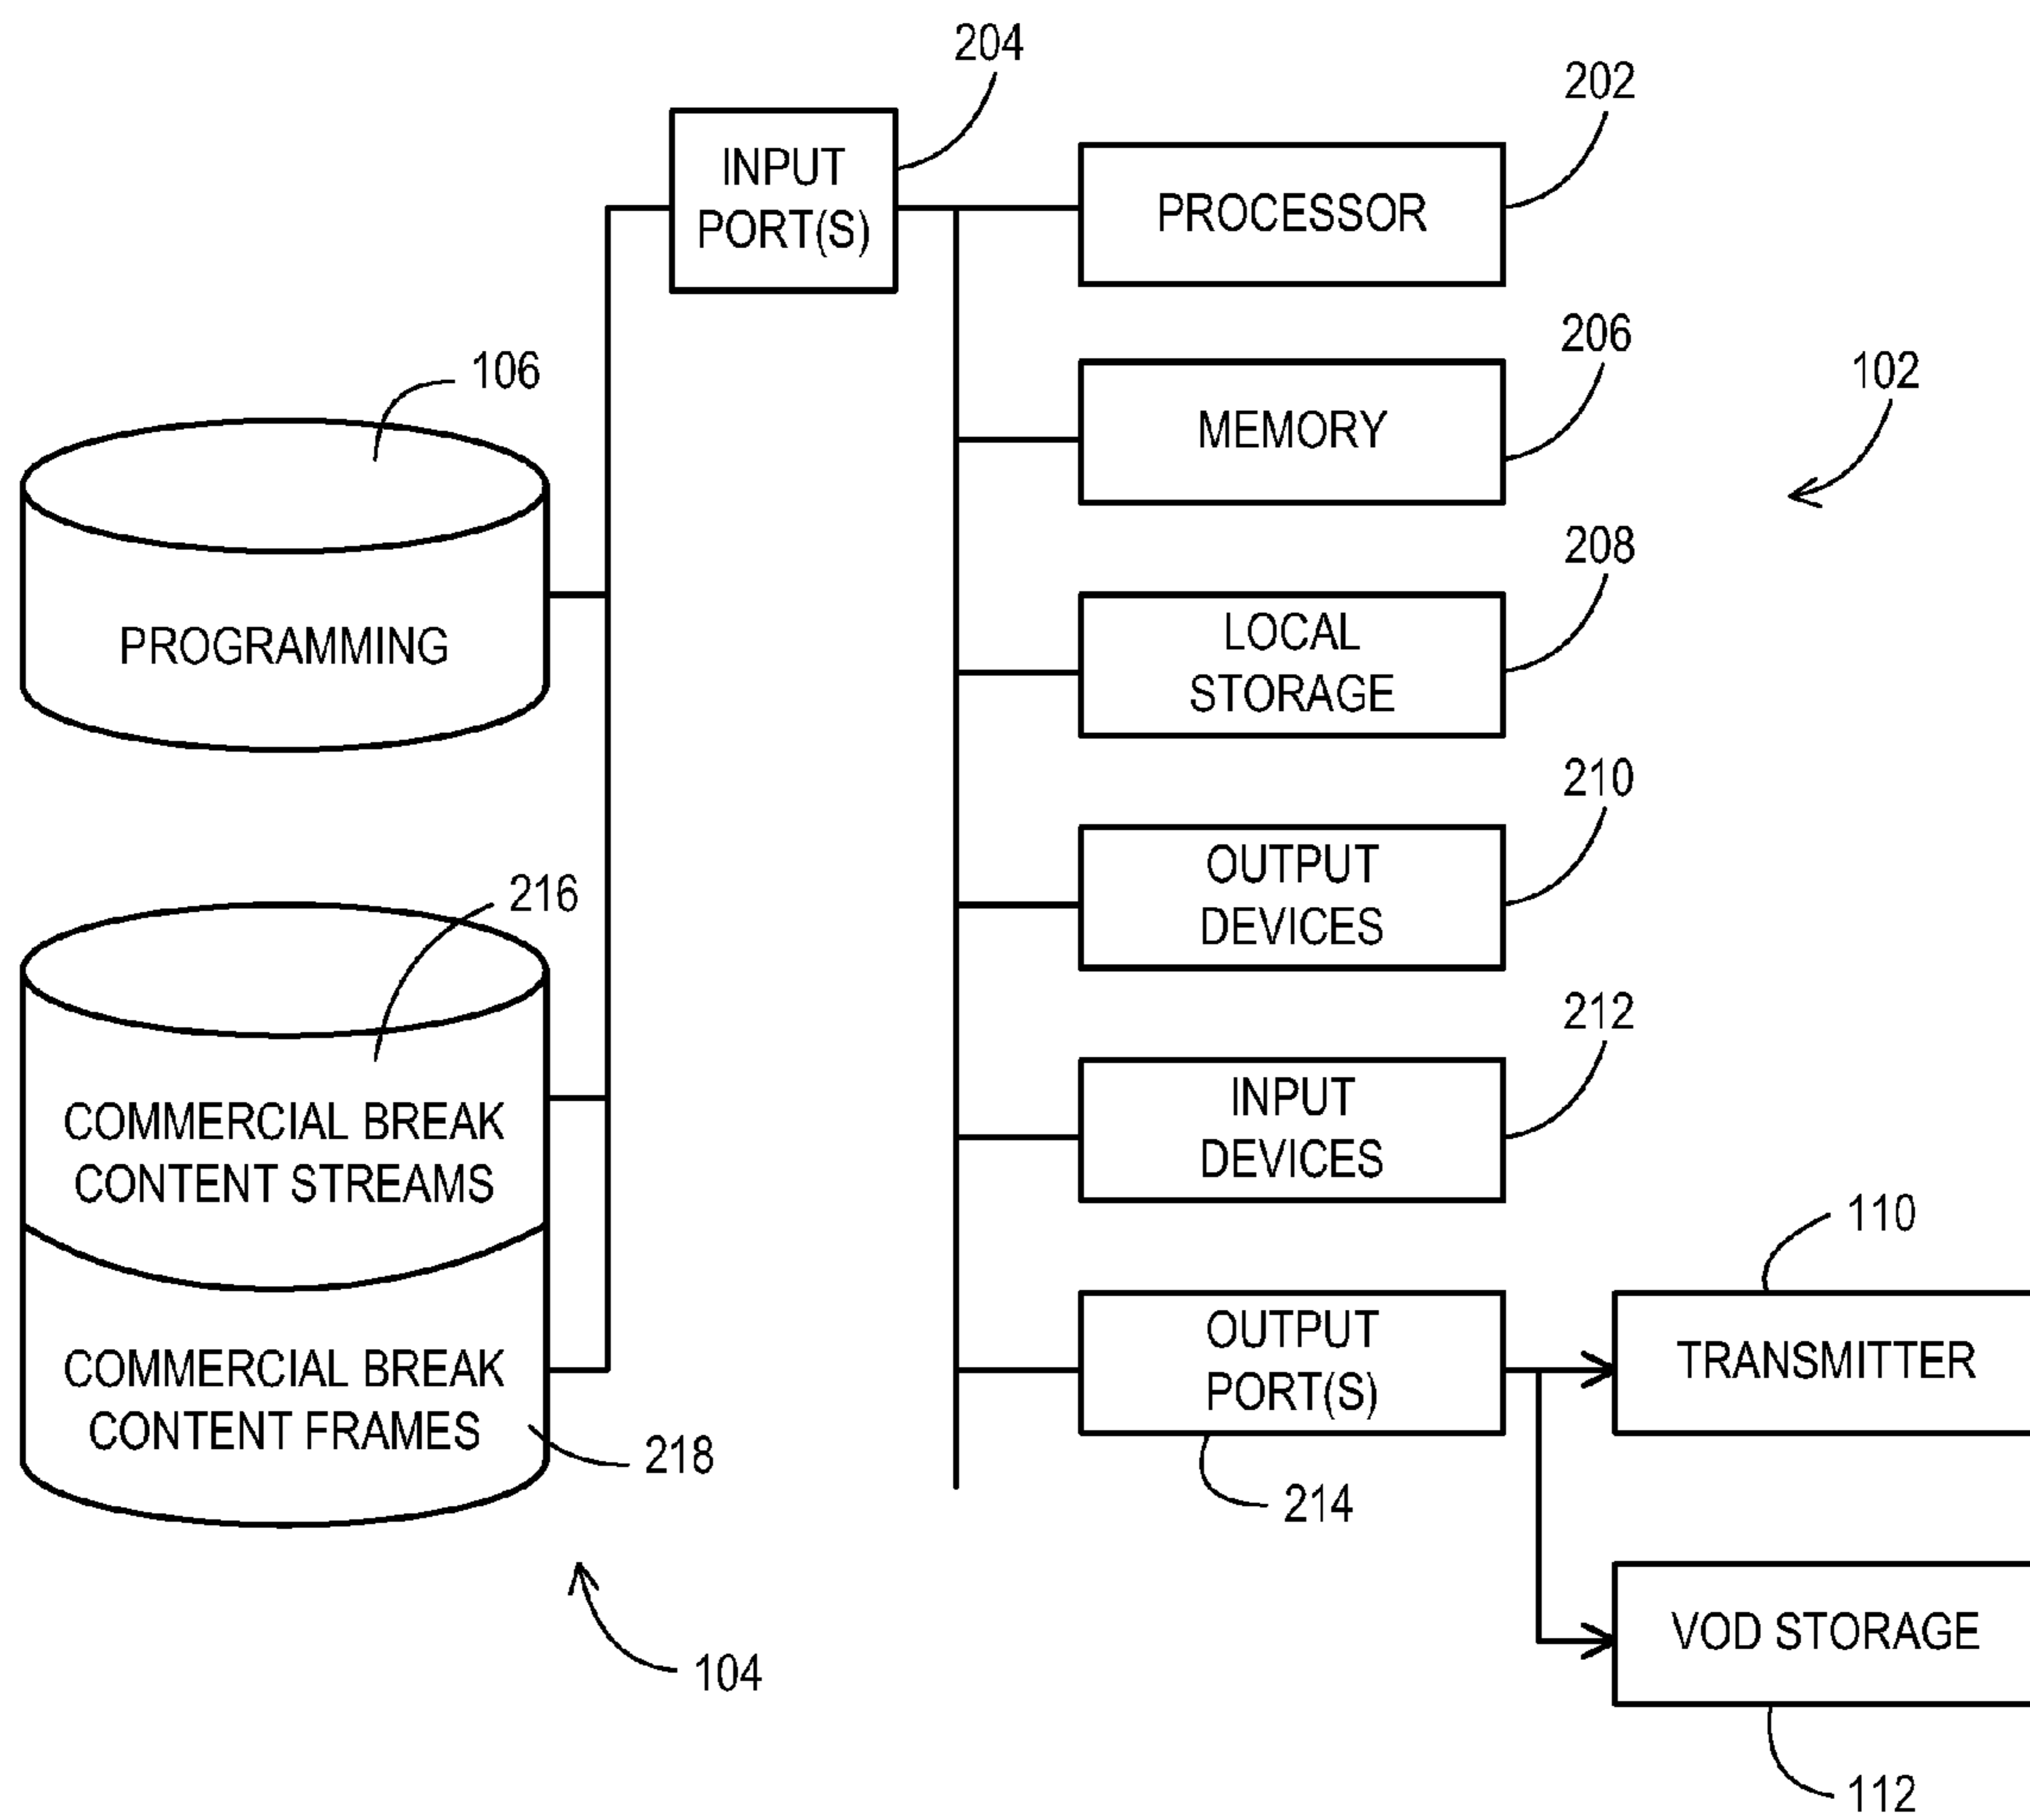 204
202
INPUT
PORT(S)
PROCESSOR
206
102
106
MEMORY
208
PROGRAMMING
LOCAL
STORAGE
210
216
OUTPUT
DEVICES
212
COMMERCIAL BREAK
CONTENT STREAMS
INPUT
DEVICES
110
COMMERCIAL BREAK
CONTENT FRAMES
218
OUTPUT
PORT(S)
TRANSMITTER
214
104
VOD STORAGE
112